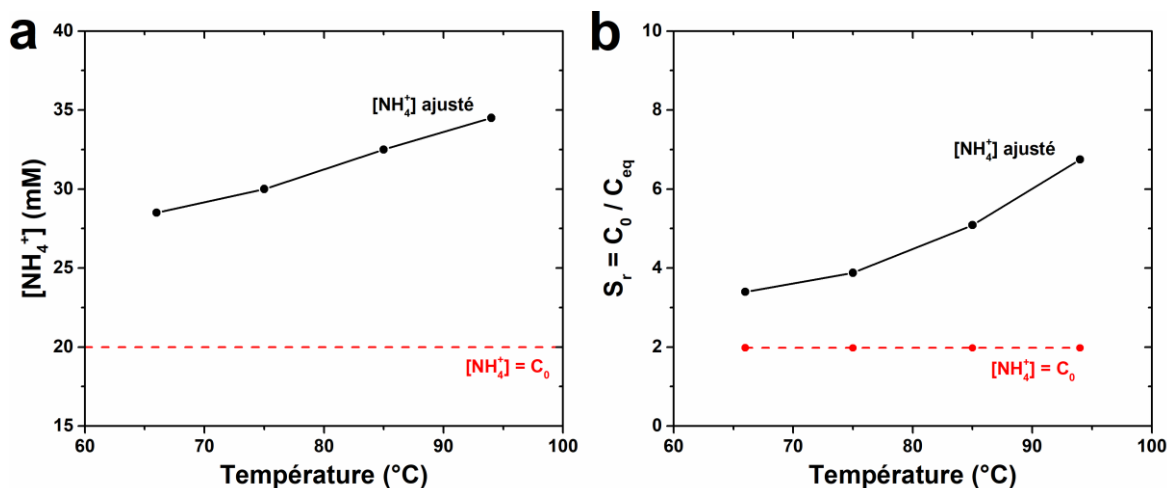 a
40
35
30
25
20
15
[NH₄⁺] (mM)
[NH₄⁺] ajusté
[NH₄⁺] = C₀
60 70 80 90 100
Température (°C)
b
10
8
6
4
2
0
Sᵣ = C₀ / C_eq
[NH₄⁺] ajusté
[NH₄⁺] = C₀
60 70 80 90 100
Température (°C)